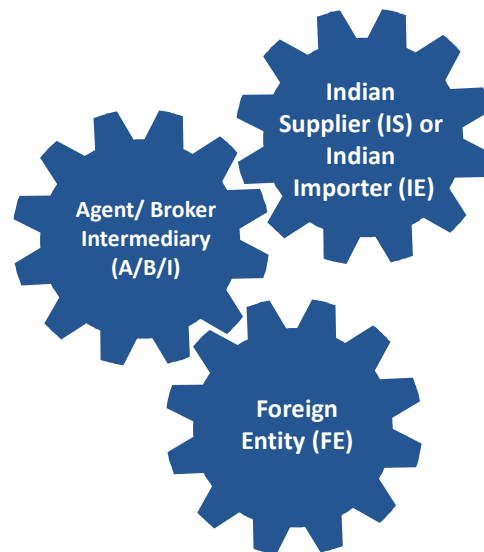 Indian
Supplier (IS) or
Indian
Importer (IE)
Agent/ Broker
Intermediary
(A/B/I)
Foreign
Entity (FE)